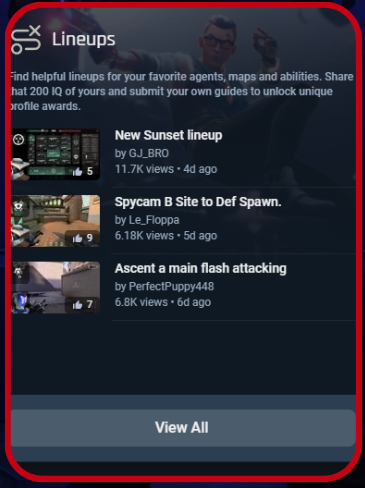 Lineups
Find helpful lineups for your favorite agents, maps and abilities. Share
that 200 IQ of yours and submit your own guides to unlock unique
profile awards.
New Sunset lineup
by GJ_BRO
5
11.7K views • 4d ago
Spycam B Site to Def Spawn.
by Le_Floppa
9
6.18K views • 5d ago
Ascent a main flash attacking
by PerfectPuppy448
7
6.8K views • 6d ago
View All